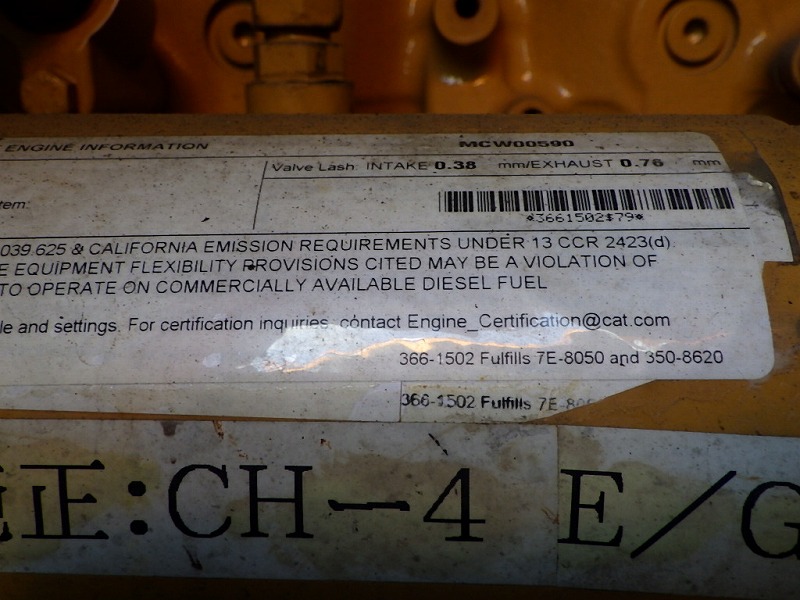 ENGINE INFORMATION MCW00590
Valve Lash: INTAKE 0.38 mm/EXHAUST 0.76 mm
tem:
*3661502$79*
039.625 & CALIFORNIA EMISSION REQUIREMENTS UNDER 13 CCR 2423(d).
E EQUIPMENT FLEXIBILITY PROVISIONS CITED MAY BE A VIOLATION OF
TO OPERATE ON COMMERCIALLY AVAILABLE DIESEL FUEL
le and settings. For certification inquiries, contact Engine_Certification@cat.com
366-1502 Fulfills 7E-8050 and 350-8620
366-1502 Fulfills 7E-80
正:CH-4 E/G